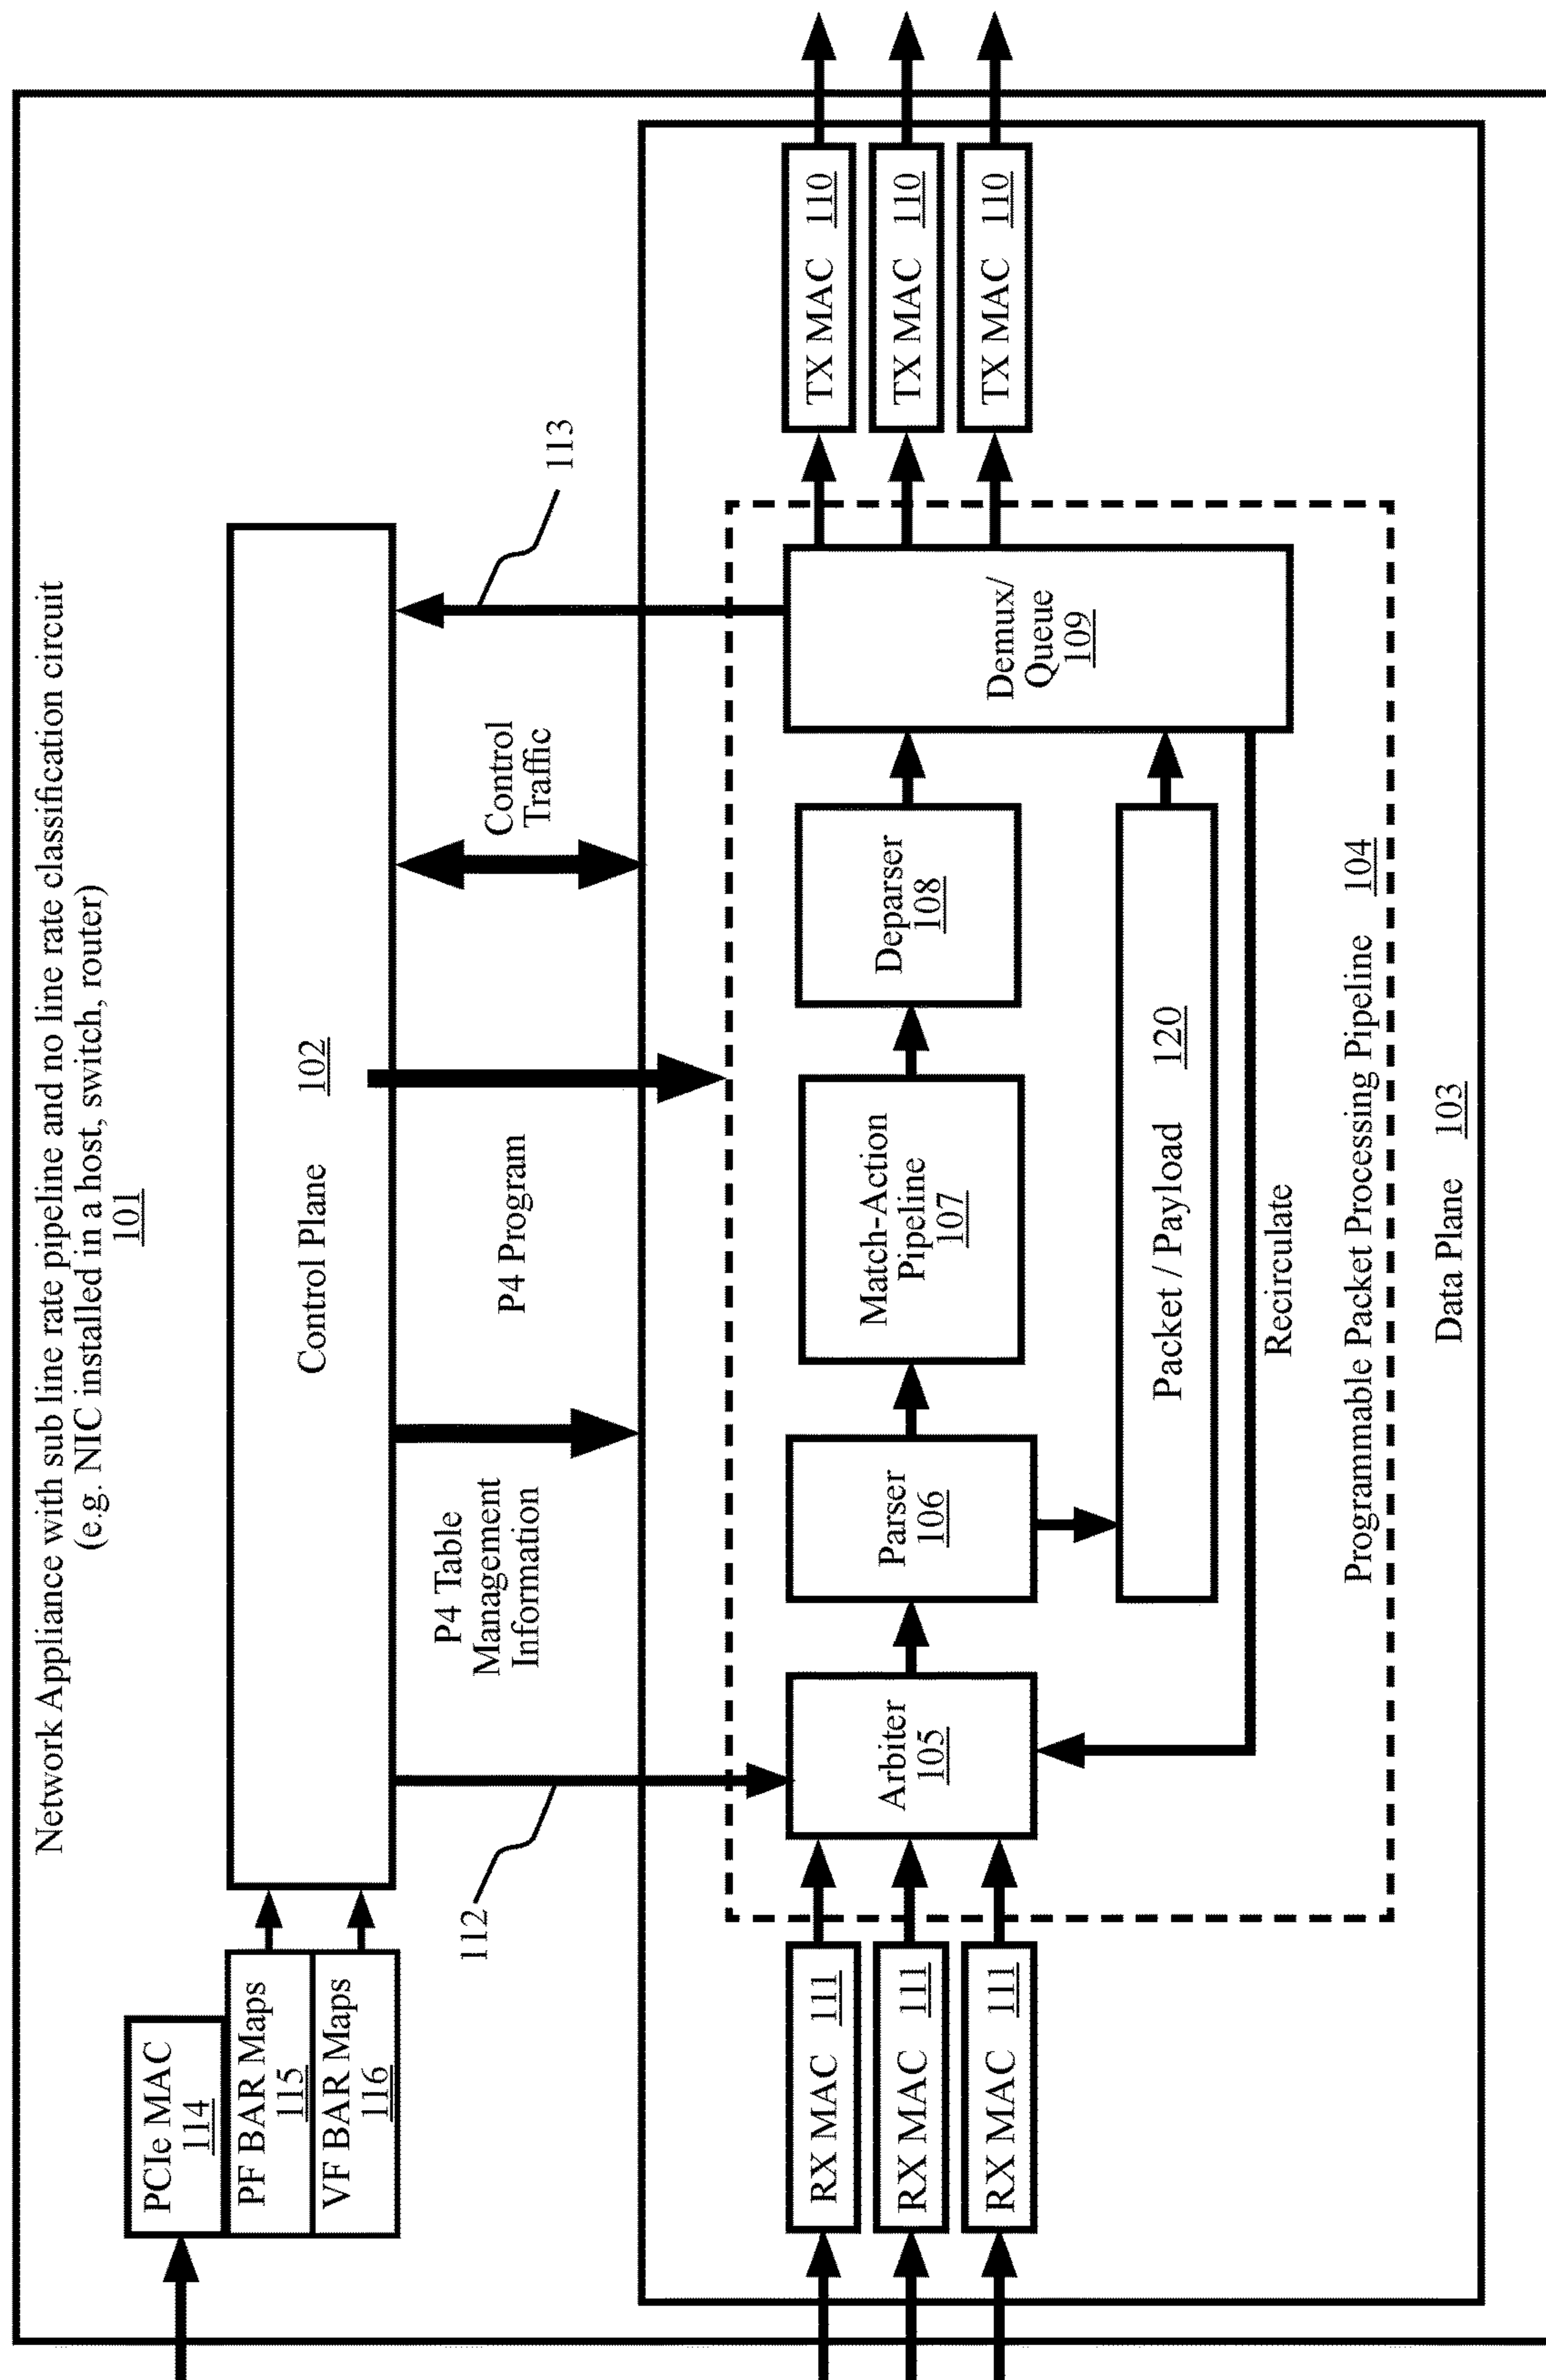 Network Appliance with sub line rate pipeline and no line rate classification circuit
(e.g. NIC installed in a host, switch, router)
101
PCIe MAC
114
PF BAR Maps
115
VF BAR Maps
116
Control Plane 102
112
P4 Table
Management
Information
P4 Program
Control
Traffic
113
RX MAC 111
RX MAC 111
RX MAC 111
Arbiter
105
Parser
106
Match-Action
Pipeline
107
Deparser
108
Demux/
Queue
109
TX MAC 110
TX MAC 110
TX MAC 110
Packet / Payload 120
Recirculate
Programmable Packet Processing Pipeline 104
Data Plane 103